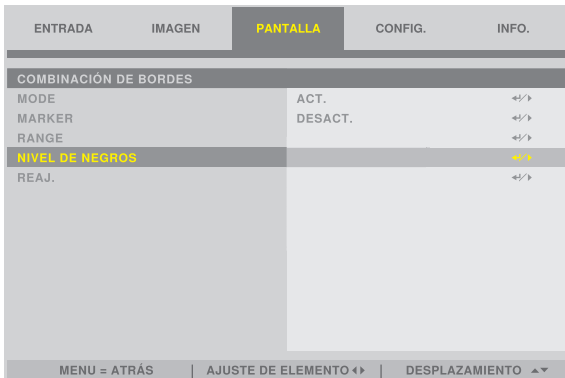 ENTRADA IMAGEN PANTALLA CONFIG. INFO.
COMBINACIÓN DE BORDES
MODE ACT.
MARKER DESACT.
RANGE
NIVEL DE NEGROS
REAJ.
MENU = ATRÁS | AJUSTE DE ELEMENTO | DESPLAZAMIENTO